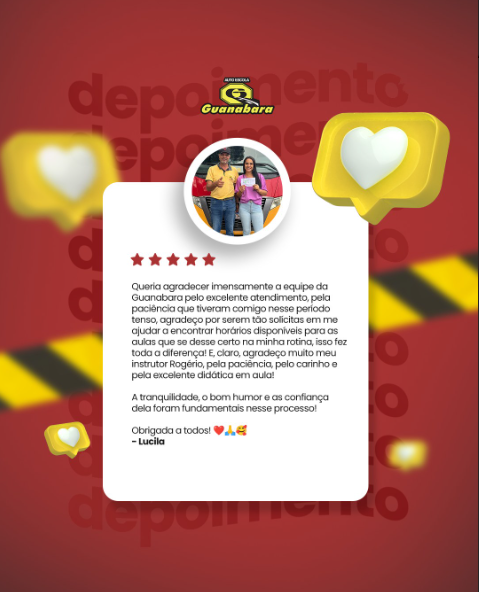 depoimento
AUTO ESCOLA
Guanabara
depoimento
Queria agradecer imensamente a equipe da
Guanabara pelo excelente atendimento, pela
paciência que tiveram comigo nesse período
tenso, agradeço por serem tão solícitas em me
ajudar a encontrar horários disponíveis para as
aulas que se desse certo na minha rotina, isso fez
toda a diferença! E, claro, agradeço muito meu
instrutor Rogério, pela paciência, pelo carinho e
pela excelente didática em aula!
A tranquilidade, o bom humor e as confiança
dela foram fundamentais nesse processo!
Obrigada a todos! ❤️🙏🥰
- Lucila
depoimento